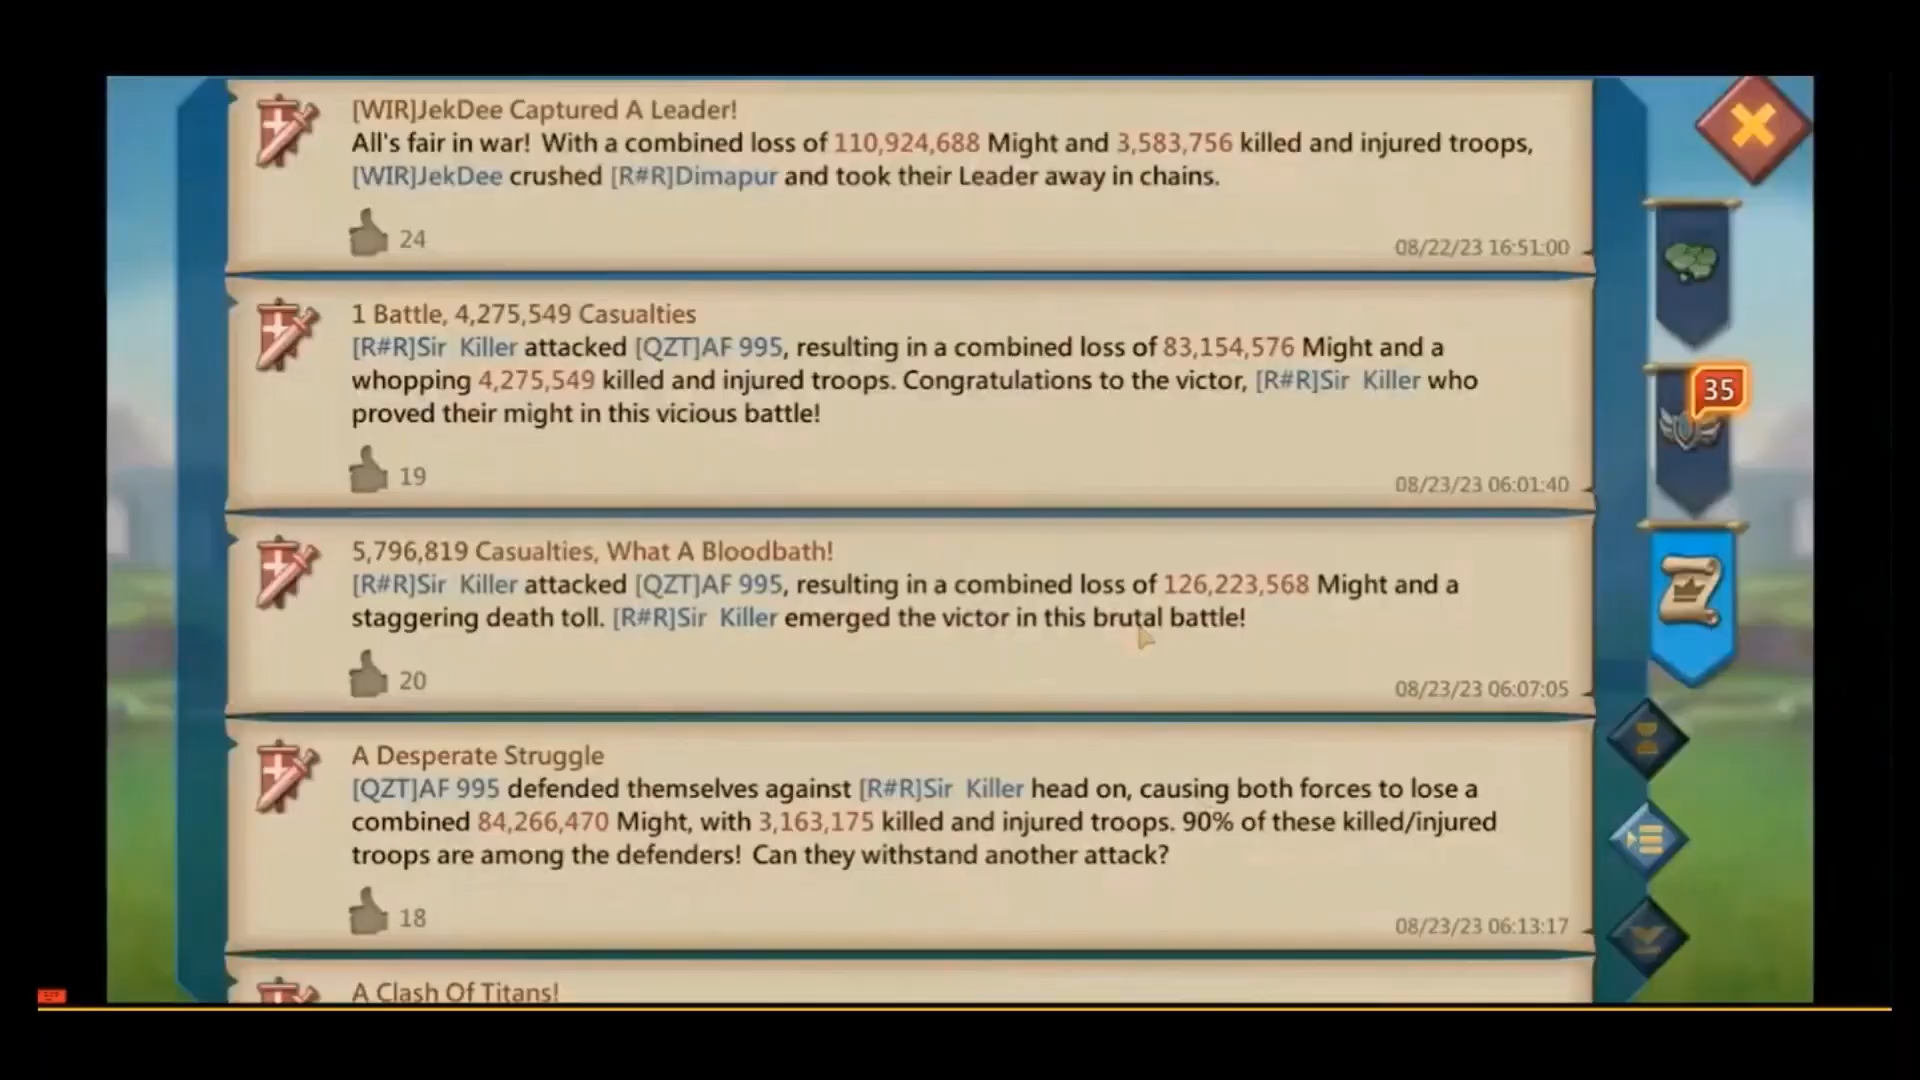 [WIR]JekDee Captured A Leader!
All's fair in war! With a combined loss of 110,924,688 Might and 3,583,756 killed and injured troops,
[WIR]JekDee crushed [R#R]Dimapur and took their Leader away in chains.
24
08/22/23 16:51:00
1 Battle, 4,275,549 Casualties
[R#R]Sir Killer attacked [QZT]AF 995, resulting in a combined loss of 83,154,576 Might and a
whopping 4,275,549 killed and injured troops. Congratulations to the victor, [R#R]Sir Killer who
proved their might in this vicious battle!
35
19
08/23/23 06:01:40
5,796,819 Casualties, What A Bloodbath!
[R#R]Sir Killer attacked [QZT]AF 995, resulting in a combined loss of 126,223,568 Might and a
staggering death toll. [R#R]Sir Killer emerged the victor in this brutal battle!
20
08/23/23 06:07:05
A Desperate Struggle
[QZT]AF 995 defended themselves against [R#R]Sir Killer head on, causing both forces to lose a
combined 84,266,470 Might, with 3,163,175 killed and injured troops. 90% of these killed/injured
troops are among the defenders! Can they withstand another attack?
18
08/23/23 06:13:17
A Clash Of Titans!